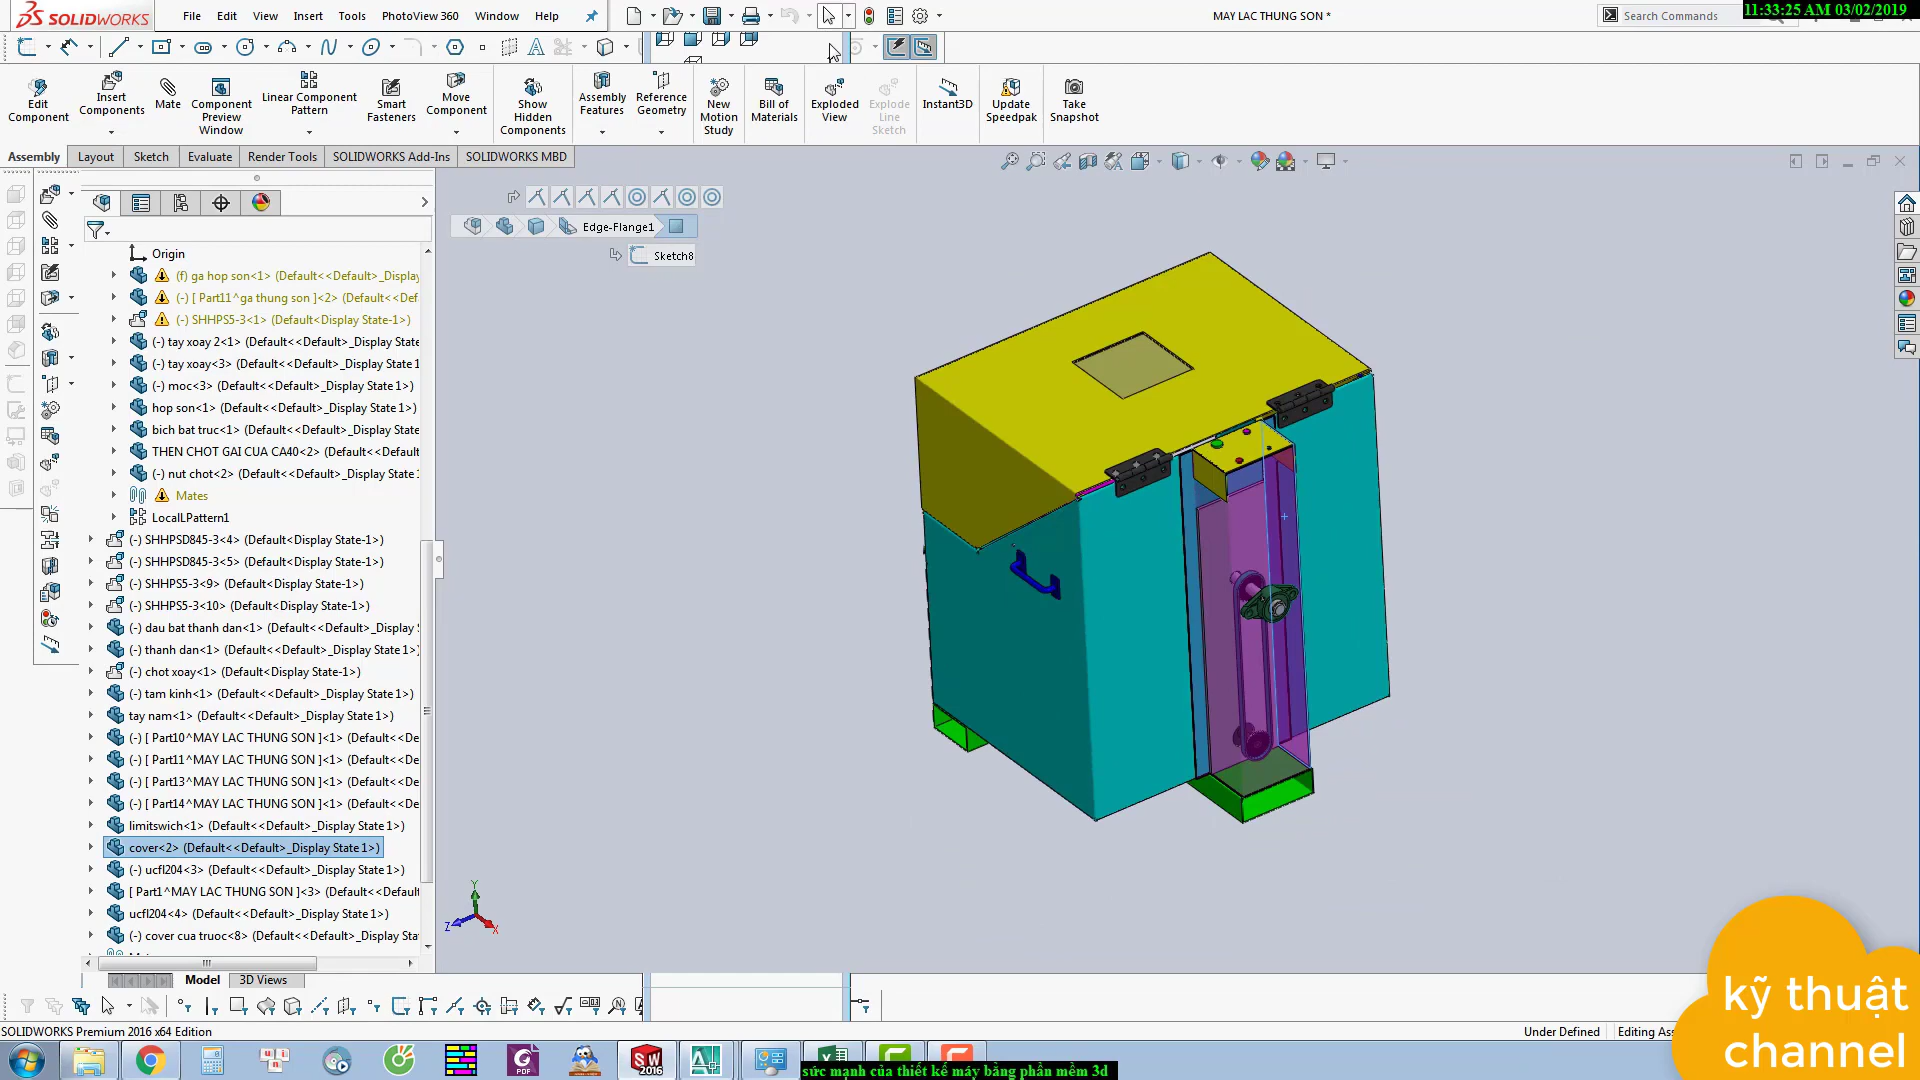 SOLIDWORKS
File Edit View Insert Tools PhotoView 360 Window Help
MAY LAC THUNG SON *
Search Commands
11:33:25 AM 03/02/2019
Edit Component
Insert Components
Mate
Component Preview Window
Linear Component Pattern
Smart Fasteners
Move Component
Show Hidden Components
Assembly Features
Reference Geometry
New Motion Study
Bill of Materials
Exploded View
Explode Line Sketch
Instant3D
Update Speedpak
Take Snapshot
Assembly Layout Sketch Evaluate Render Tools SOLIDWORKS Add-Ins SOLIDWORKS MBD
Edge-Flange1
Sketch8
Origin
(f) ga hop son<1> (Default<<Default>_Display
(-) [ Part11^ga thung son ]<2> (Default<<Def
(-) SHHPS5-3<1> (Default<Display State-1>)
(-) tay xoay 2<1> (Default<<Default>_Display State
(-) tay xoay<3> (Default<<Default>_Display State 1
(-) moc<3> (Default<<Default>_Display State 1>)
hop son<1> (Default<<Default>_Display State 1>)
bich bat truc<1> (Default<<Default>_Display State
THEN CHOT GAI CUA CA40<2> (Default<<Default>
(-) nut chot<2> (Default<<Default>_Display State 1
Mates
LocalLPattern1
(-) SHHPSD845-3<4> (Default<Display State-1>)
(-) SHHPSD845-3<5> (Default<Display State-1>)
(-) SHHPS5-3<9> (Default<Display State-1>)
(-) SHHPS5-3<10> (Default<Display State-1>)
(-) dau bat thanh dan<1> (Default<<Default>_Display
(-) thanh dan<1> (Default<<Default>_Display State 1>
(-) chot xoay<1> (Default<Display State-1>)
(-) tam kinh<1> (Default<<Default>_Display State 1>)
tay nam<1> (Default<<Default>_Display State 1>)
(-) [ Part10^MAY LAC THUNG SON ]<1> (Default<<De
(-) [ Part11^MAY LAC THUNG SON ]<1> (Default<<De
(-) [ Part13^MAY LAC THUNG SON ]<1> (Default<<De
(-) [ Part14^MAY LAC THUNG SON ]<1> (Default<<De
limitswich<1> (Default<<Default>_Display State 1>)
cover<2> (Default<<Default>_Display State 1>)
(-) ucfl204<3> (Default<<Default>_Display State 1>)
[ Part1^MAY LAC THUNG SON ]<3> (Default<<Default
ucfl204<4> (Default<<Default>_Display State 1>)
(-) cover cua truoc<8> (Default<<Default>_Display Sta
Y
Z
X
Model 3D Views
SOLIDWORKS Premium 2016 x64 Edition
Under Defined
Editing Ass
kỹ thuật
channel
SW 2016
PDF
sức mạnh của thiết kế máy bằng phần mềm 3d